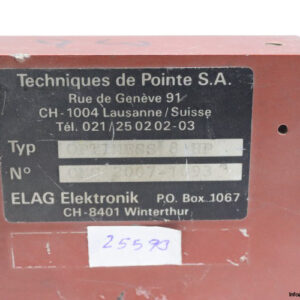 Techniques de Pointe S.A.
Rue de Genève 91
CH-1004 Lausanne/Suisse
Tél. 021/25 02 02-03
Typ
N°
ELAG Elektronik P.O. Box 1067
CH-8401 Winterthur
25593